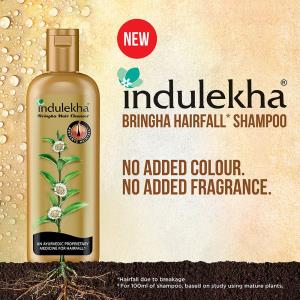 NEW
indulekha®
BRINGHA HAIRFALL* SHAMPOO
NO ADDED COLOUR.
NO ADDED FRAGRANCE.
indulekha
Bringha Hair Cleanser
AN AYURVEDIC PROPRIETARY
MEDICINE FOR HAIRFALL*
*Hairfall due to breakage
° For 100ml of shampoo, based on study using mature plants.